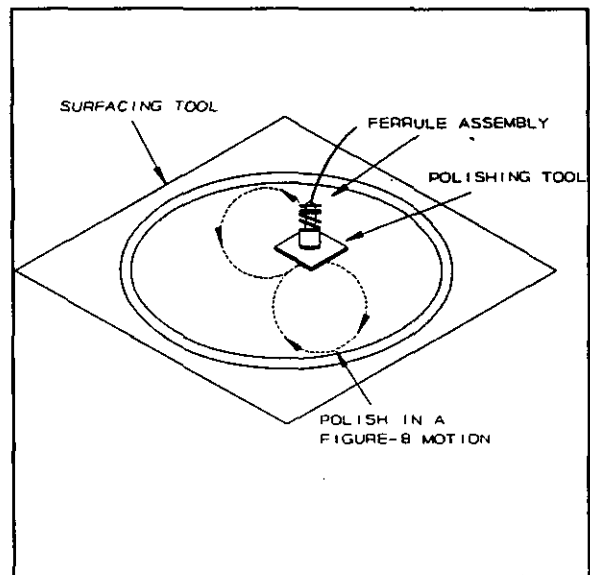 SURFACING TOOL
FERRULE ASSEMBLY
POLISHING TOOL
POLISH IN A
FIGURE-8 MOTION